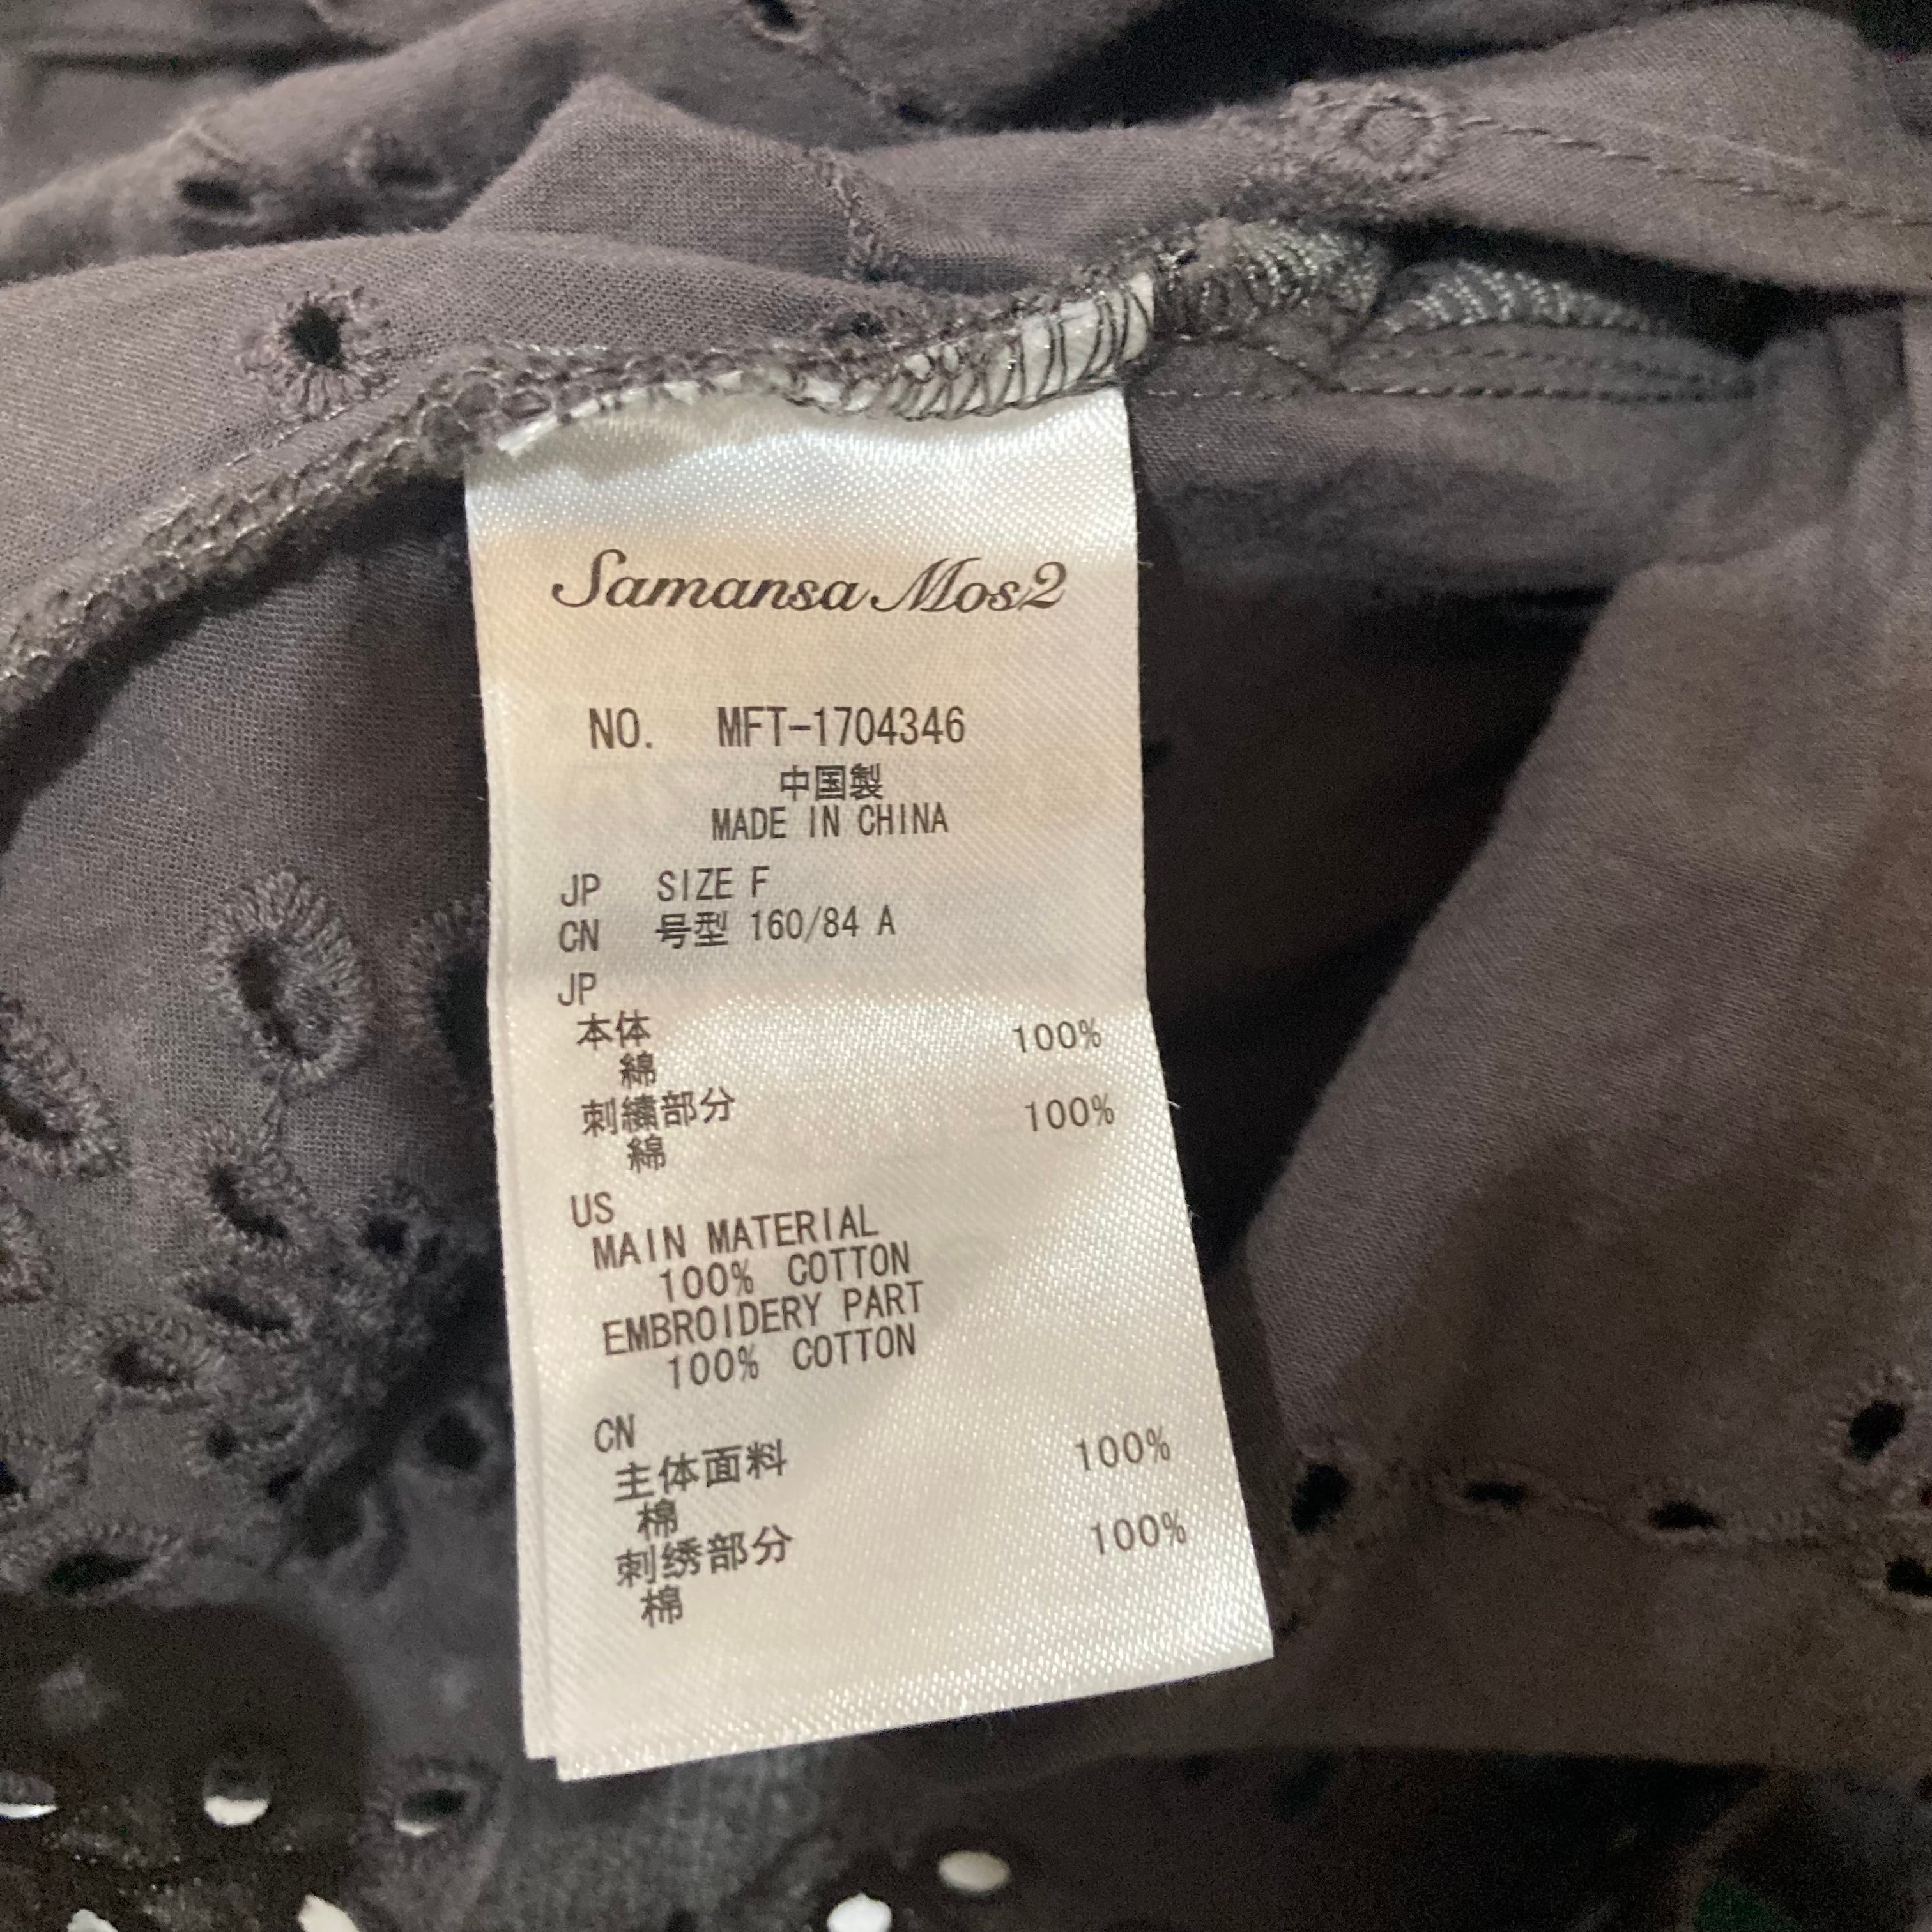 Samansa Mos2
NO. MFT-1704346
中国製
MADE IN CHINA
JP SIZE F
CN 号型 160/84 A
JP
本体
綿 100%
刺繍部分
綿 100%
US
MAIN MATERIAL
100% COTTON
EMBROIDERY PART
100% COTTON
CN
主体面料
棉 100%
刺绣部分
棉 100%